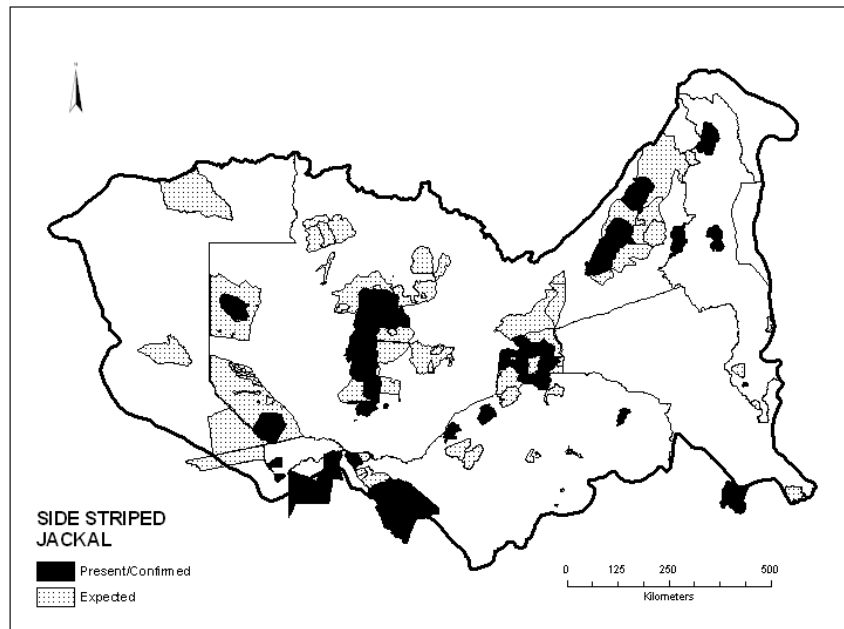 N
SIDE STRIPED
JACKAL
Present/Confirmed
Expected
0 125 250 500
Kilometers